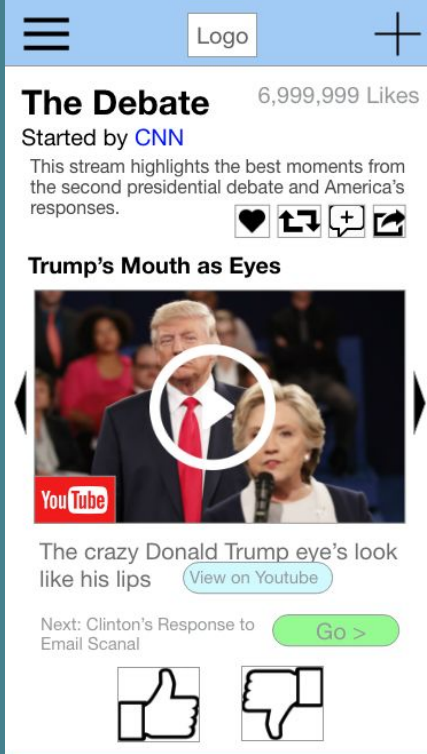 Logo
The Debate
6,999,999 Likes
Started by CNN
This stream highlights the best moments from
the second presidential debate and America's
responses.
Trump's Mouth as Eyes
YouTube
The crazy Donald Trump eye's look
like his lips
View on Youtube
Next: Clinton's Response to
Email Scanal
Go >